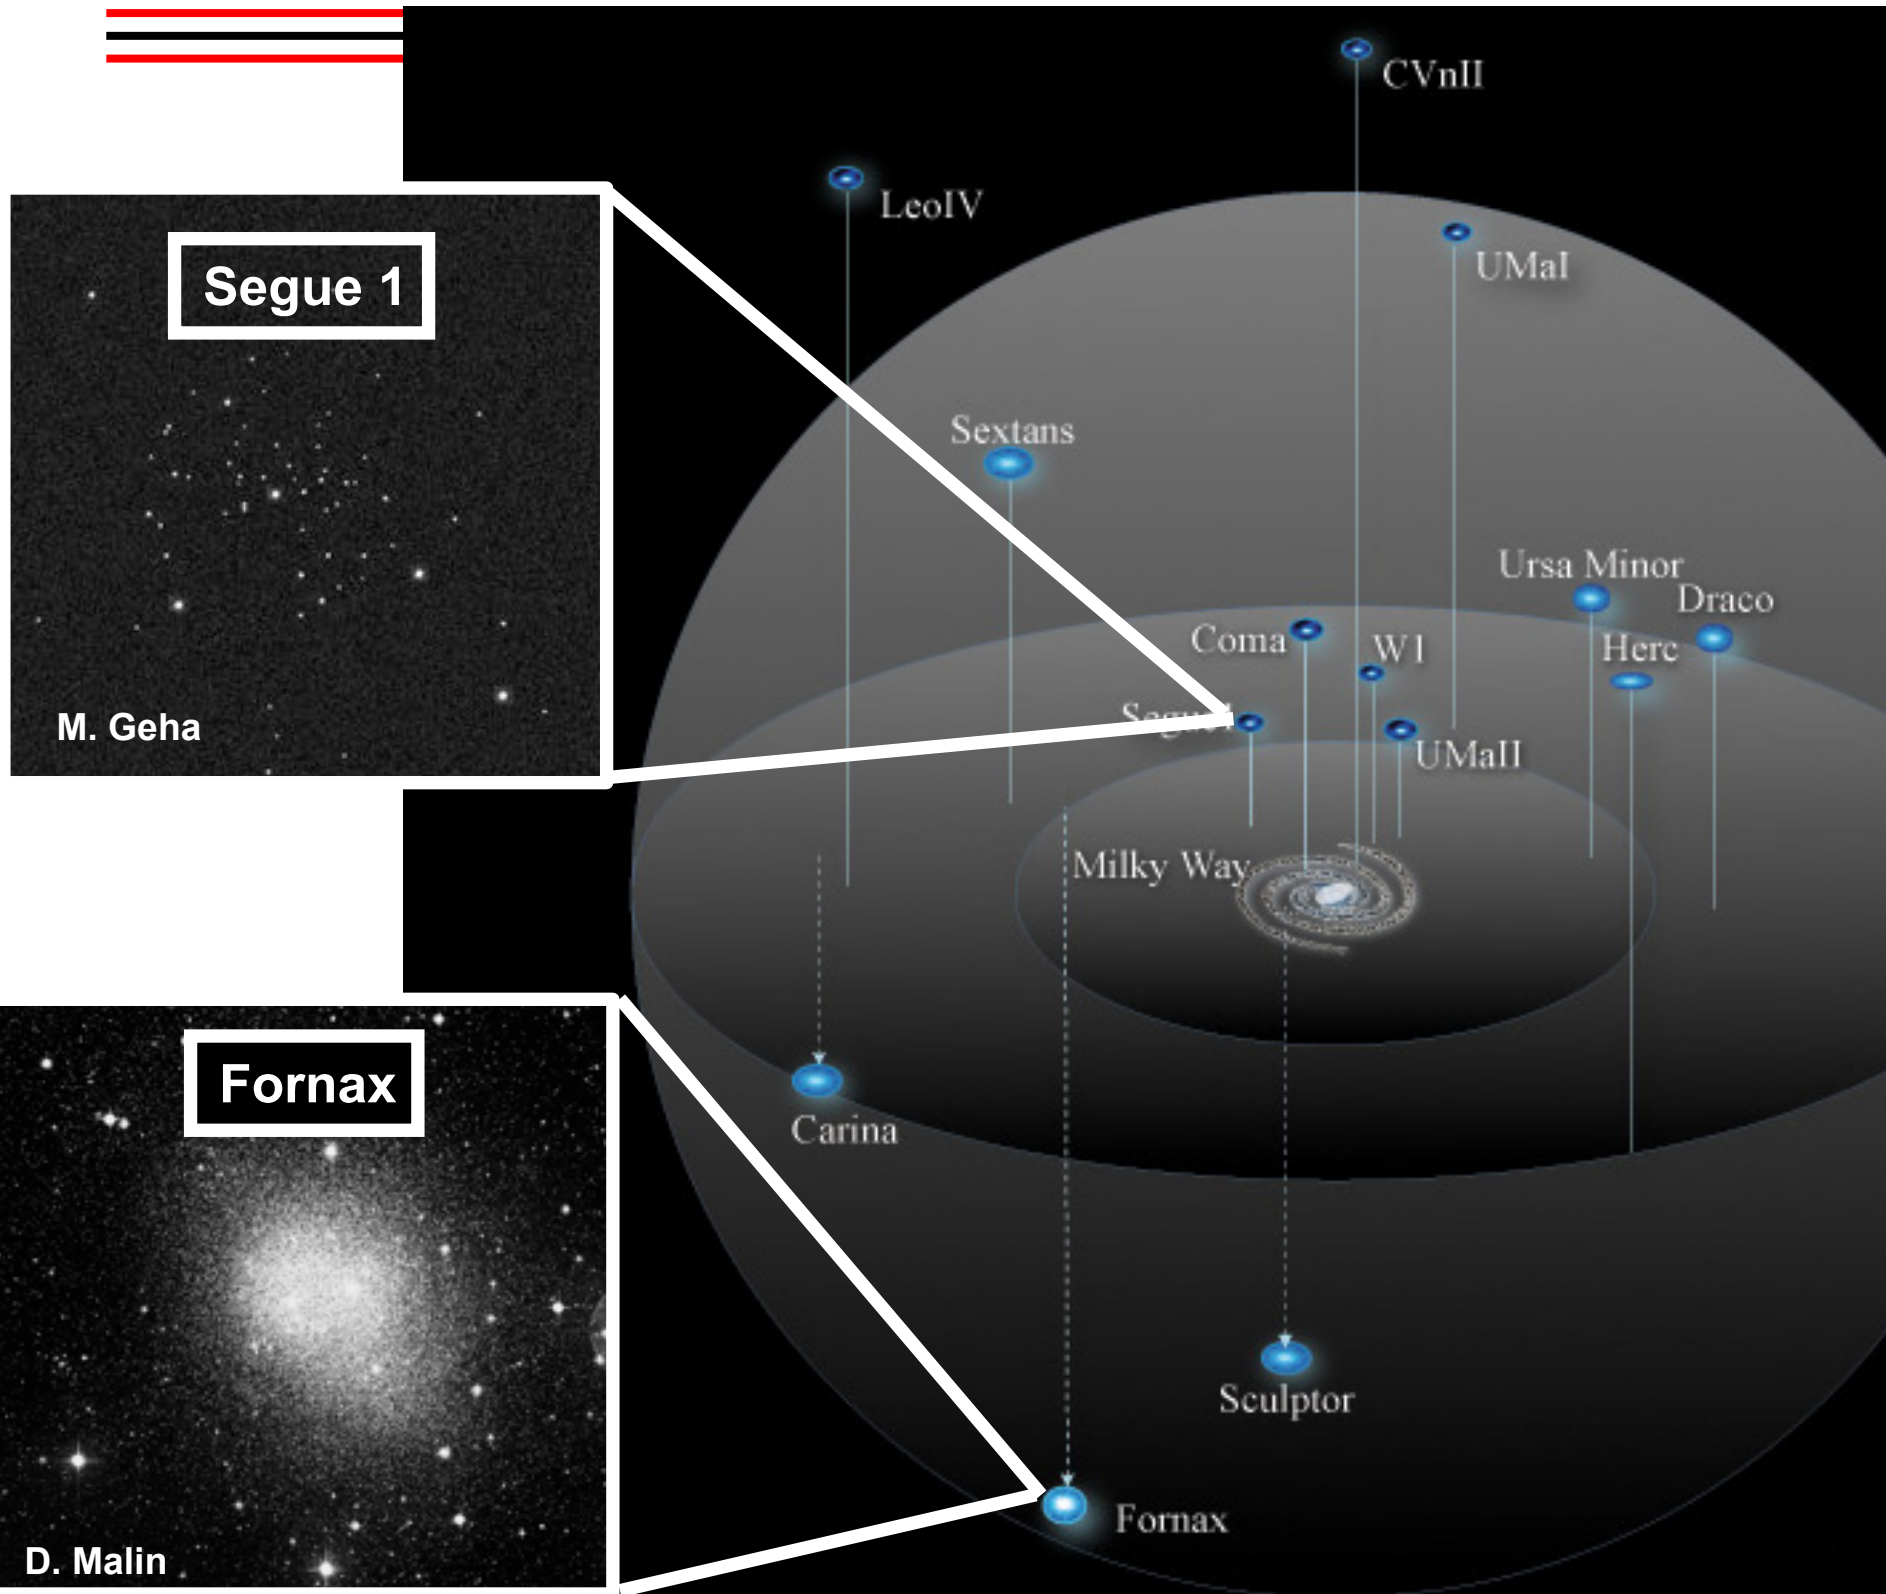 CVnII
LeoIV
UMaI
Segue 1
Sextans
Ursa Minor
Draco
Coma
W1
Herc
Segue1
UMaII
M. Geha
Milky Way
Fornax
Carina
Sculptor
Fornax
D. Malin